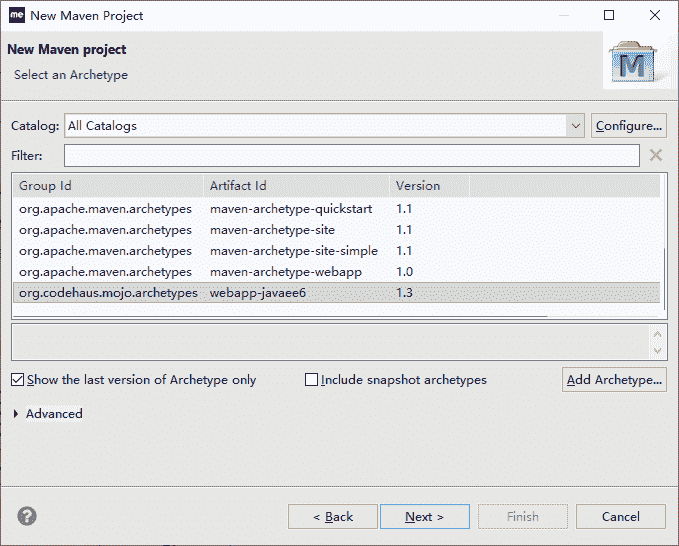 me New Maven Project
New Maven project
Select an Archetype
M
Catalog: All Catalogs Configure...
Filter:
Group Id Artifact Id Version
org.apache.maven.archetypes maven-archetype-quickstart 1.1
org.apache.maven.archetypes maven-archetype-site 1.1
org.apache.maven.archetypes maven-archetype-site-simple 1.1
org.apache.maven.archetypes maven-archetype-webapp 1.0
org.codehaus.mojo.archetypes webapp-javaee6 1.3
Show the last version of Archetype only Include snapshot archetypes Add Archetype...
Advanced
? < Back Next > Finish Cancel